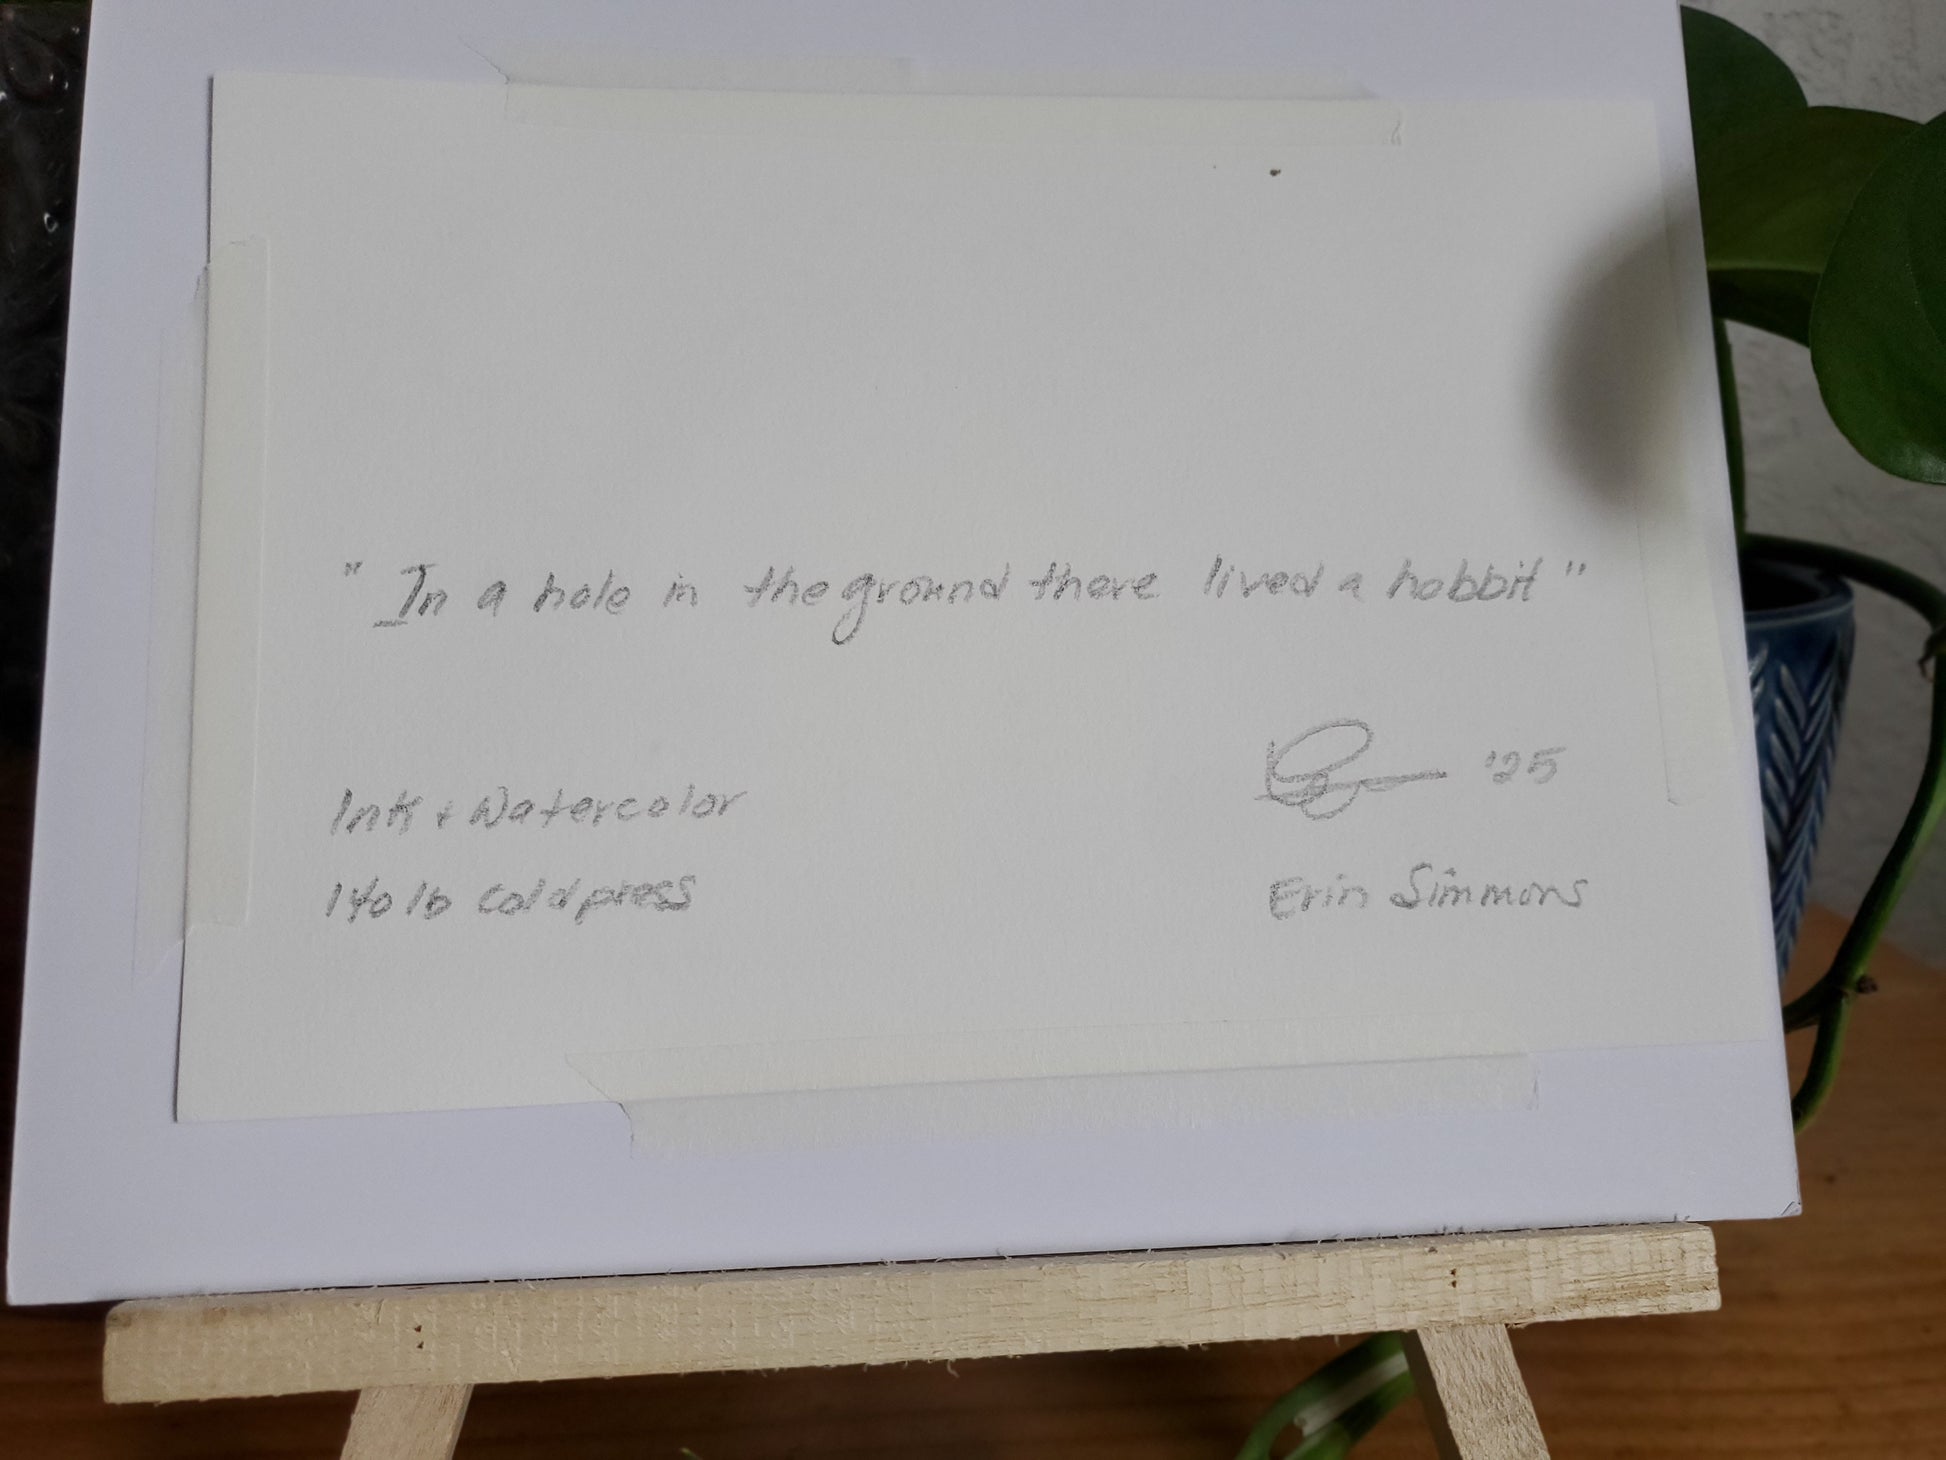 " In a hole in the ground there lived a hobbit "
'25
Ink + Watercolor
140 lb cold press
Erin Simmons